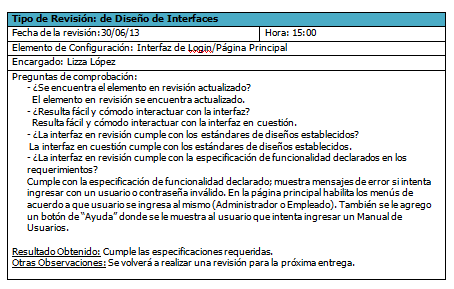 Tipo de Revisión: de Diseño de Interfaces
Fecha de la revisión:30/06/13 Hora: 15:00
Elemento de Configuración: Interfaz de Login/Página Principal
Encargado: Lizza López
Preguntas de comprobación:
- ¿Se encuentra el elemento en revisión actualizado?
El elemento en revisión se encuentra actualizado.
- ¿Resulta fácil y cómodo interactuar con la interfaz?
Resulta fácil y cómodo interactuar con la interfaz en cuestión.
- ¿La interfaz en revisión cumple con los estándares de diseños establecidos?
La interfaz en cuestión cumple con los estándares de diseños establecidos.
- ¿La interfaz en revisión cumple con la especificación de funcionalidad declarados en los
requerimientos?
Cumple con la especificación de funcionalidad declarado; muestra mensajes de error si intenta
ingresar con un usuario o contraseña inválido. En la página principal habilita los menús de
acuerdo a que usuario se ingresa al mismo (Administrador o Empleado). También se le agrego
un botón de "Ayuda" donde se le muestra al usuario que intenta ingresar un Manual de
Usuarios.
Resultado Obtenido: Cumple las especificaciones requeridas.
Otras Observaciones: Se volverá a realizar una revisión para la próxima entrega.